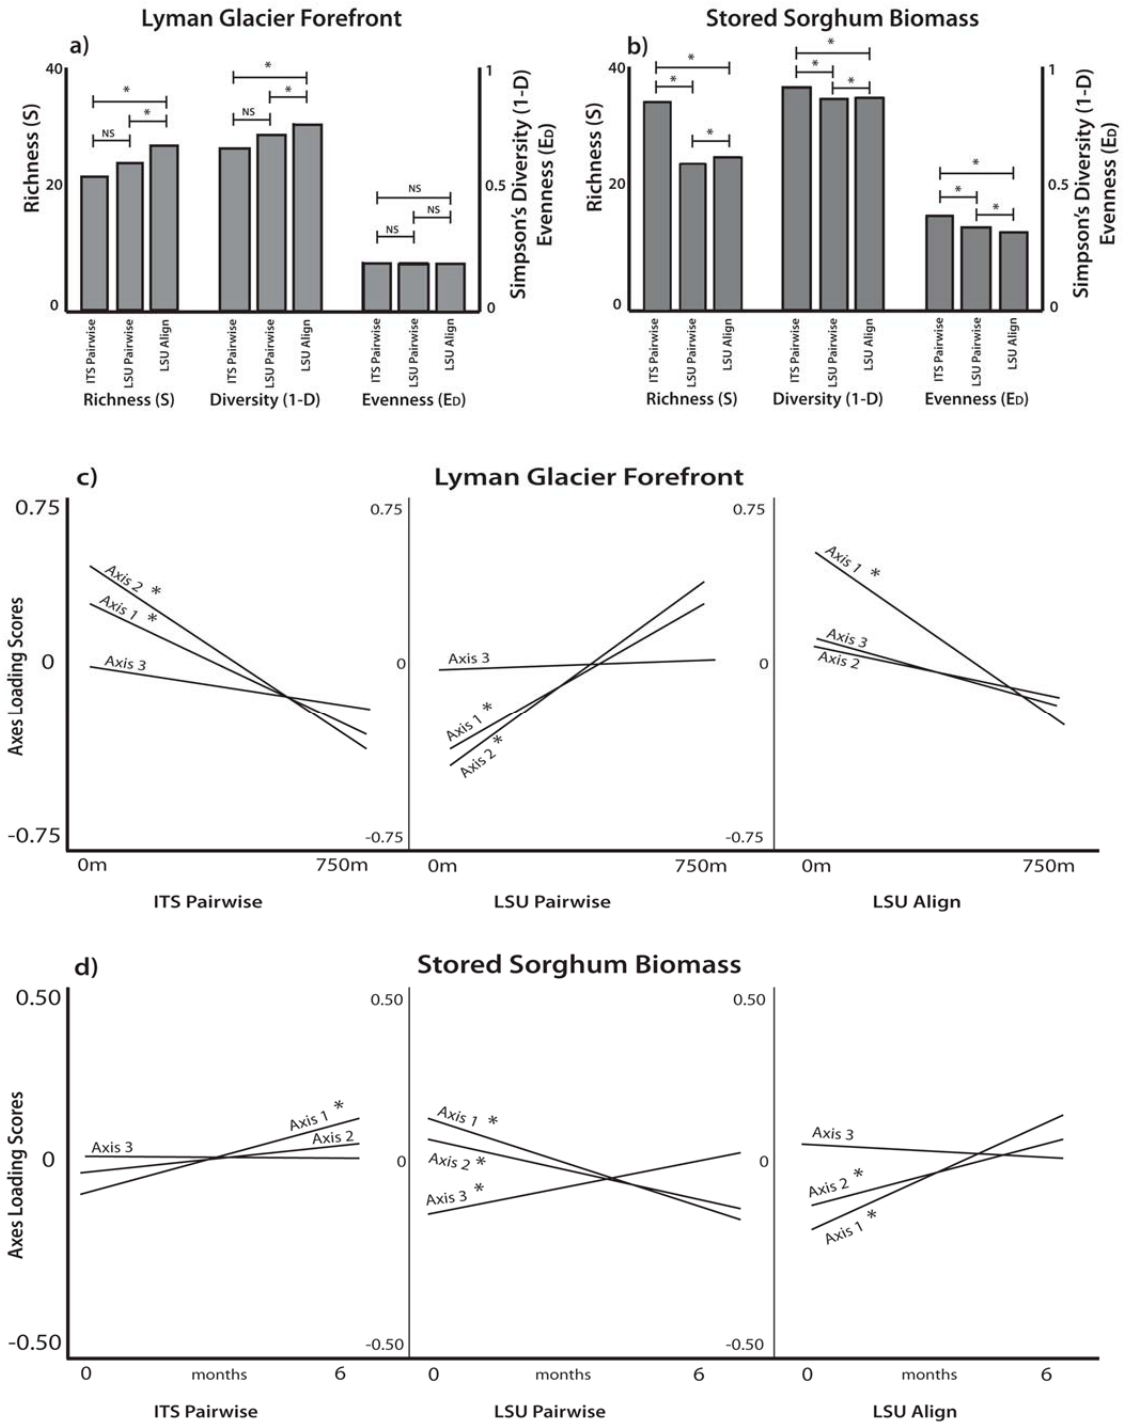 Lyman Glacier Forefront
a)
40
20
0
Richness (S)
1
0.5
0
Simpson's Diversity (1-D)
Evenness (ED)
*
NS
*
*
NS
*
NS
NS
NS
ITS Pairwise
LSU Pairwise
LSU Align
ITS Pairwise
LSU Pairwise
LSU Align
ITS Pairwise
LSU Pairwise
LSU Align
Richness (S)
Diversity (1-D)
Evenness (ED)
Stored Sorghum Biomass
b)
40
20
0
Richness (S)
1
0.5
0
Simpson's Diversity (1-D)
Evenness (ED)
*
*
*
*
*
*
*
*
*
ITS Pairwise
LSU Pairwise
LSU Align
ITS Pairwise
LSU Pairwise
LSU Align
ITS Pairwise
LSU Pairwise
LSU Align
Richness (S)
Diversity (1-D)
Evenness (ED)
c)
Lyman Glacier Forefront
Axes Loading Scores
0.75
0
-0.75
Axis 2 *
Axis 1 *
Axis 3
0m
750m
ITS Pairwise
0.75
0
-0.75
Axis 3
Axis 1 *
Axis 2 *
0m
750m
LSU Pairwise
0.75
0
-0.75
Axis 1 *
Axis 3
Axis 2
0m
750m
LSU Align
d)
Stored Sorghum Biomass
Axes Loading Scores
0.50
0
-0.50
Axis 1 *
Axis 2
Axis 3
0
months
6
ITS Pairwise
0.50
0
-0.50
Axis 1 *
Axis 2 *
Axis 3 *
0
months
6
LSU Pairwise
0.50
0
-0.50
Axis 3
Axis 2 *
Axis 1 *
0
months
6
LSU Align